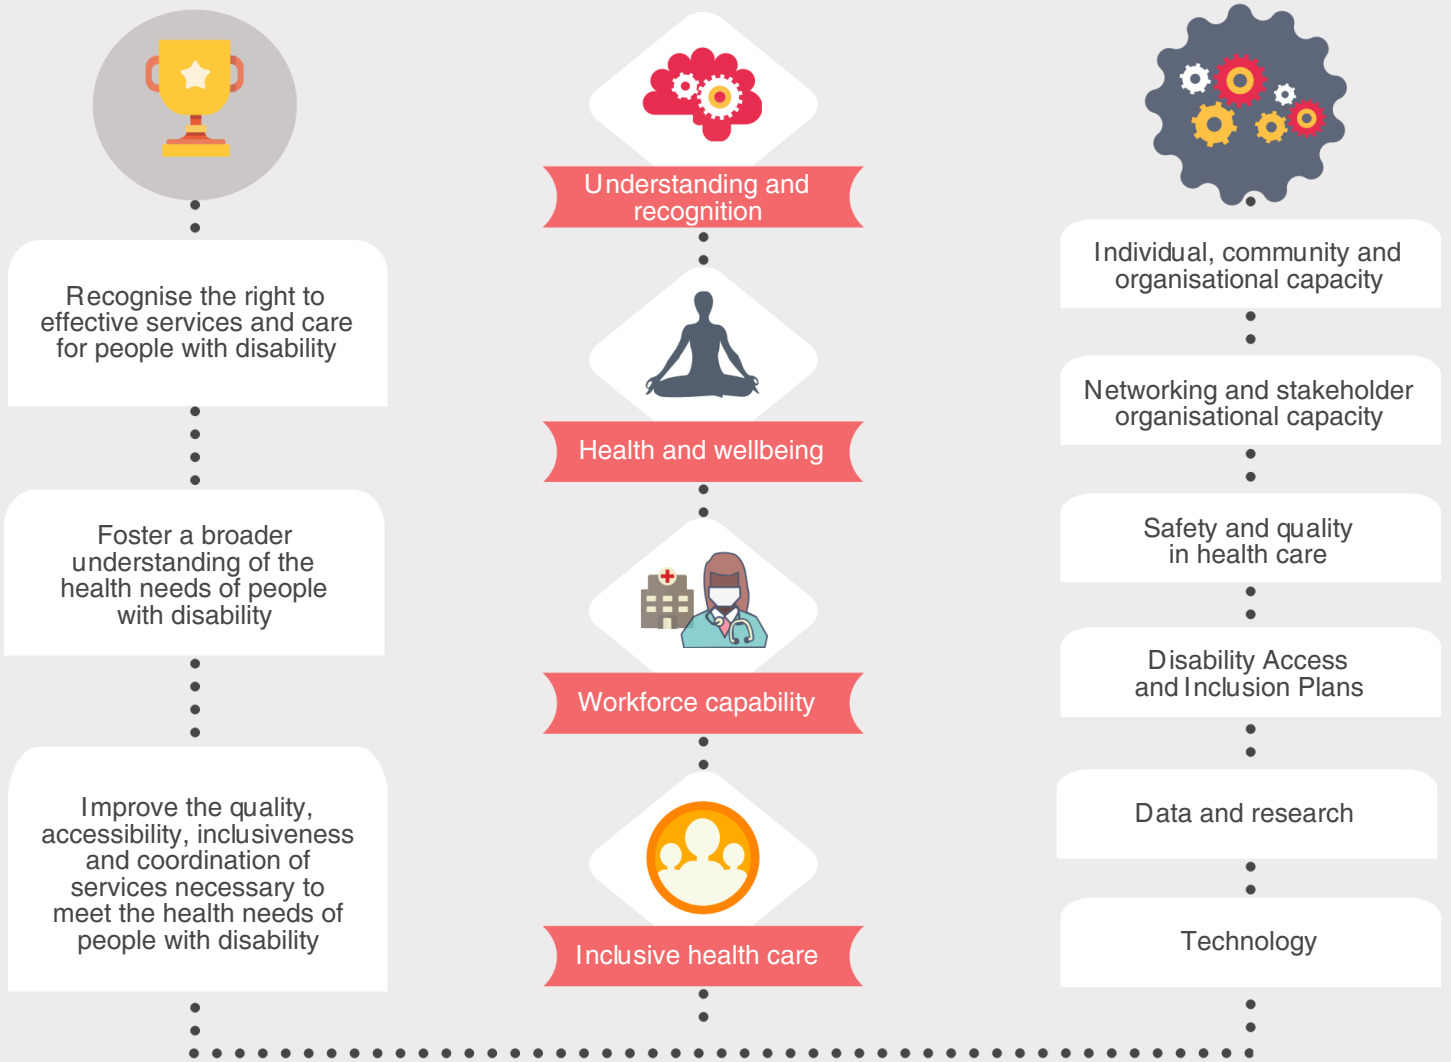 Recognise the right to
effective services and care
for people with disability
Foster a broader
understanding of the
health needs of people
with disability
Improve the quality,
accessibility, inclusiveness
and coordination of
services necessary to
meet the health needs of
people with disability
Understanding and
recognition
Health and wellbeing
Workforce capability
Inclusive health care
Individual, community and
organisational capacity
Networking and stakeholder
organisational capacity
Safety and quality
in health care
Disability Access
and Inclusion Plans
Data and research
Technology